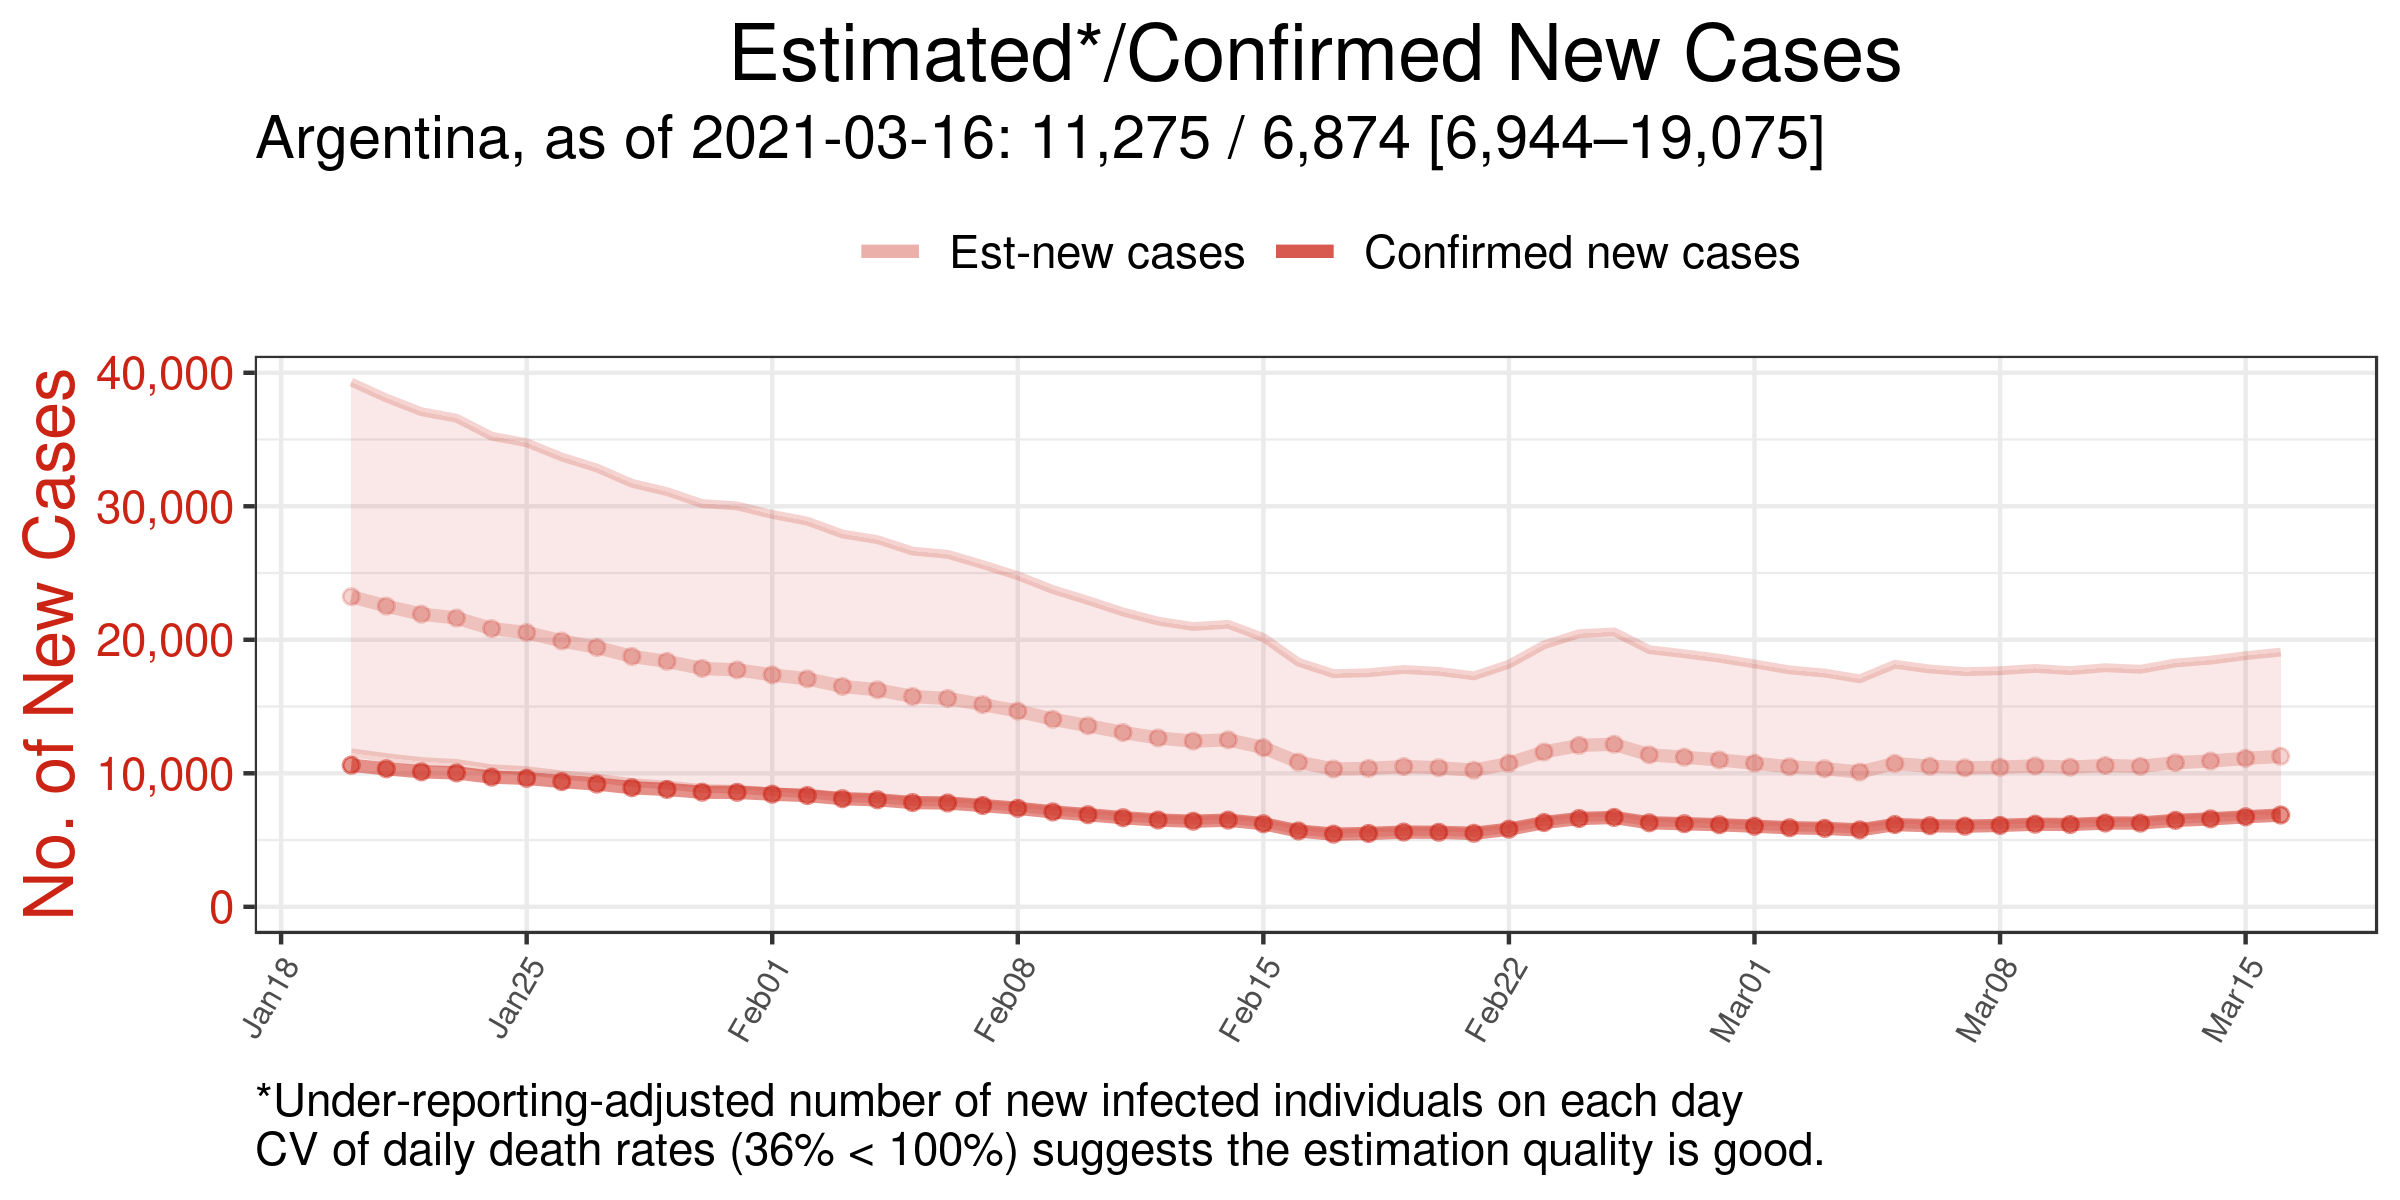 Estimated*/Confirmed New Cases
Argentina, as of 2021-03-16: 11,275 / 6,874 [6,944–19,075]
Est-new cases
Confirmed new cases
No. of New Cases
40,000
30,000
20,000
10,000
0
Jan18
Jan25
Feb01
Feb08
Feb15
Feb22
Mar01
Mar08
Mar15
*Under-reporting-adjusted number of new infected individuals on each day
CV of daily death rates (36% < 100%) suggests the estimation quality is good.